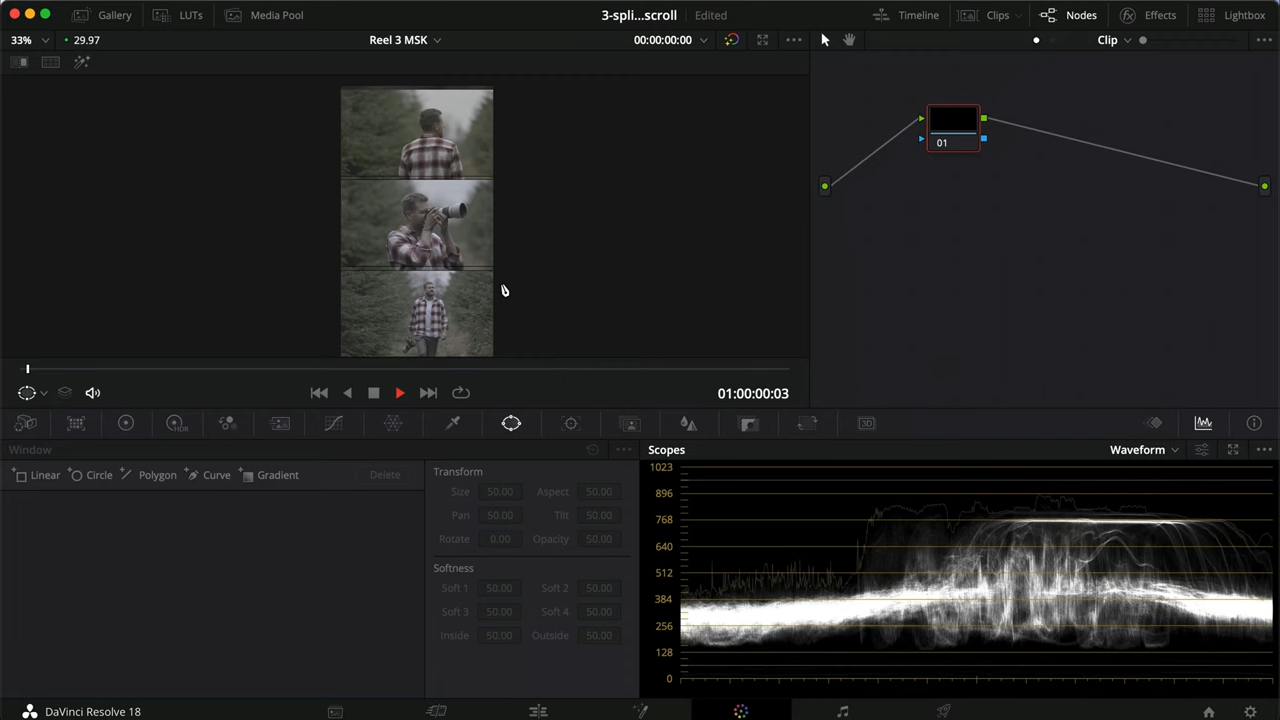 Gallery LUTs Media Pool 3-spli...scroll Edited Timeline Clips Nodes Effects Lightbox
33% 29.97 Reel 3 MSK 00:00:00:00 Clip
01
01:00:00:03
HDR 3D
Window Scopes Waveform
Linear Circle Polygon Curve Gradient Delete
Transform
Size 50.00 Aspect 50.00
Pan 50.00 Tilt 50.00
Rotate 0.00 Opacity 50.00
Softness
Soft 1 50.00 Soft 2 50.00
Soft 3 50.00 Soft 4 50.00
Inside 50.00 Outside 50.00
1023
896
768
640
512
384
256
128
0
DaVinci Resolve 18